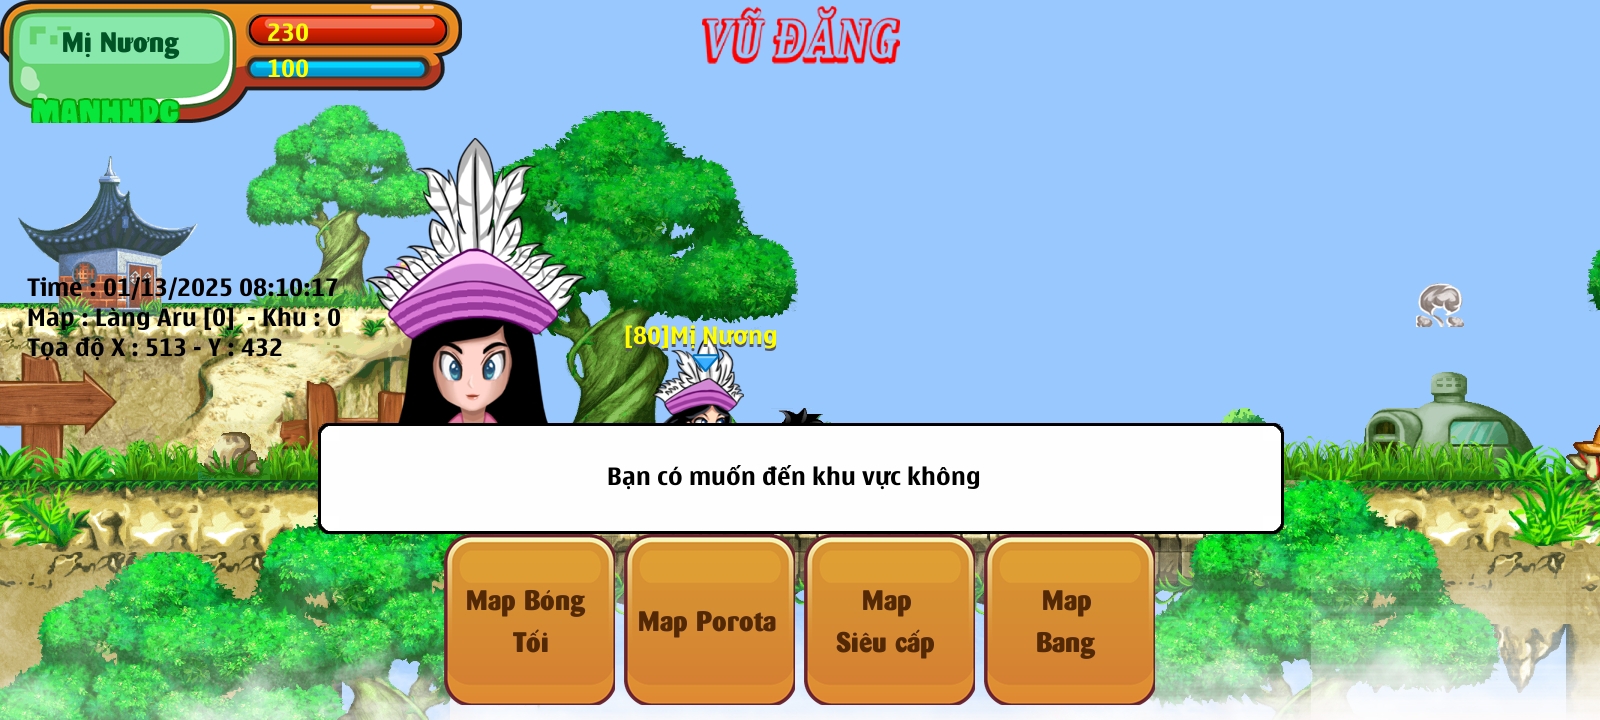 Mị Nương
230
100
MANHHDC
VŨ ĐĂNG
Time : 01/13/2025 08:10:17
Map : Làng Aru [0] - Khu : 0
Tọa độ X : 513 - Y : 432
[80]Mị Nương
Bạn có muốn đến khu vực không
Map Bóng
Tối
Map Porota
Map
Siêu cấp
Map
Bang